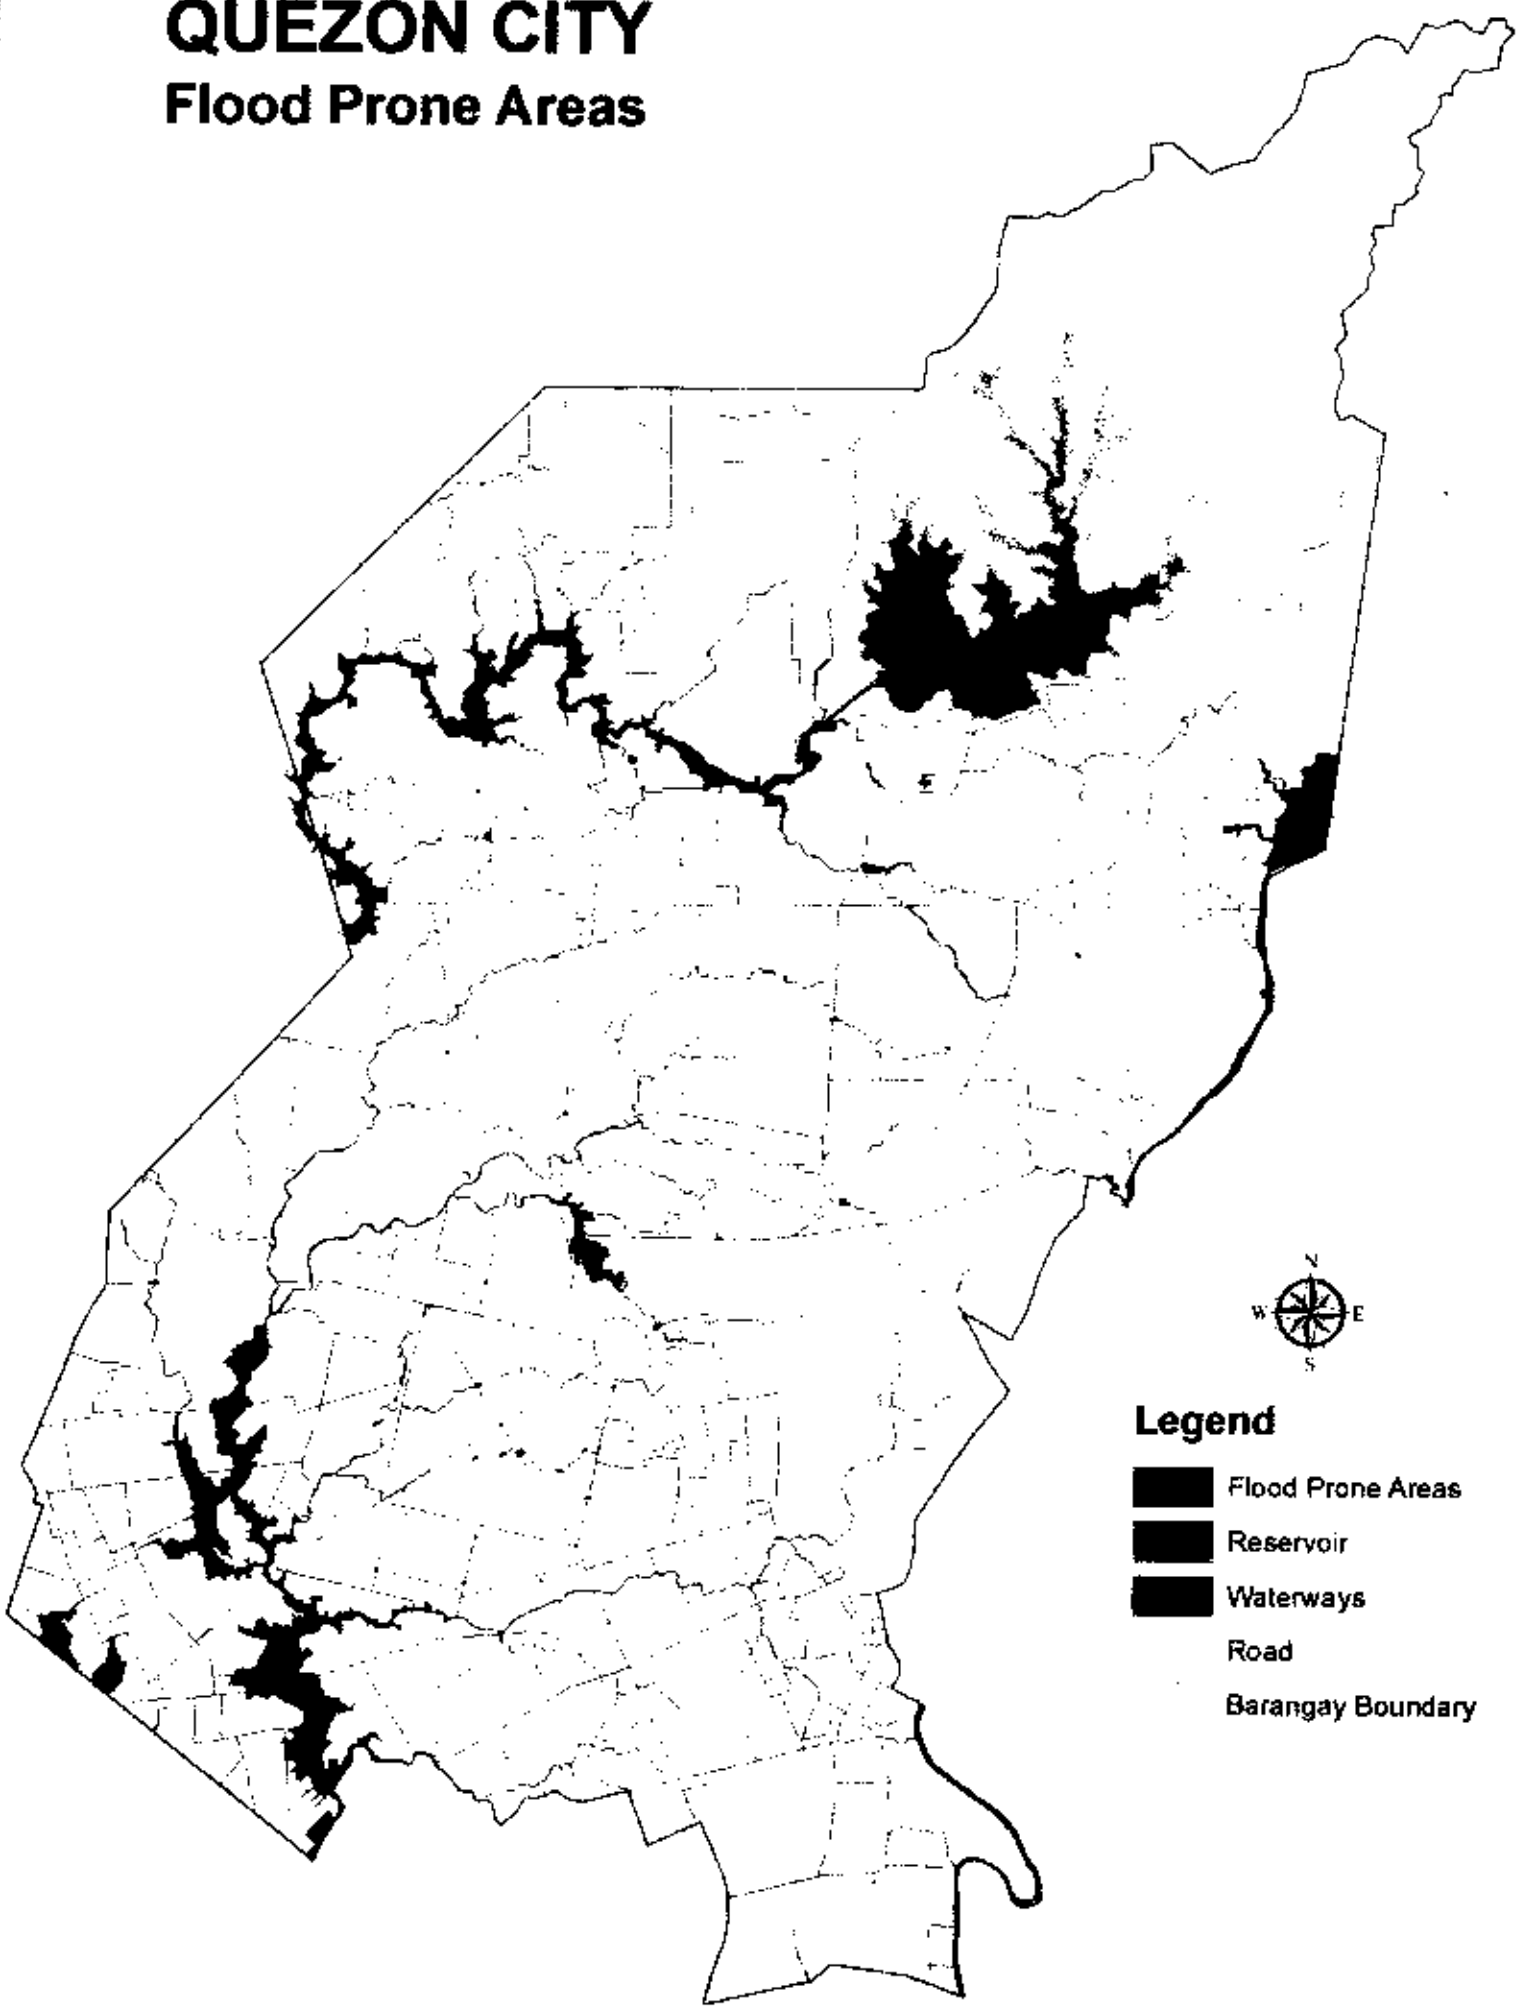 QUEZON CITY
Flood Prone Areas
N
W
E
S
Legend
Flood Prone Areas
Reservoir
Waterways
Road
Barangay Boundary